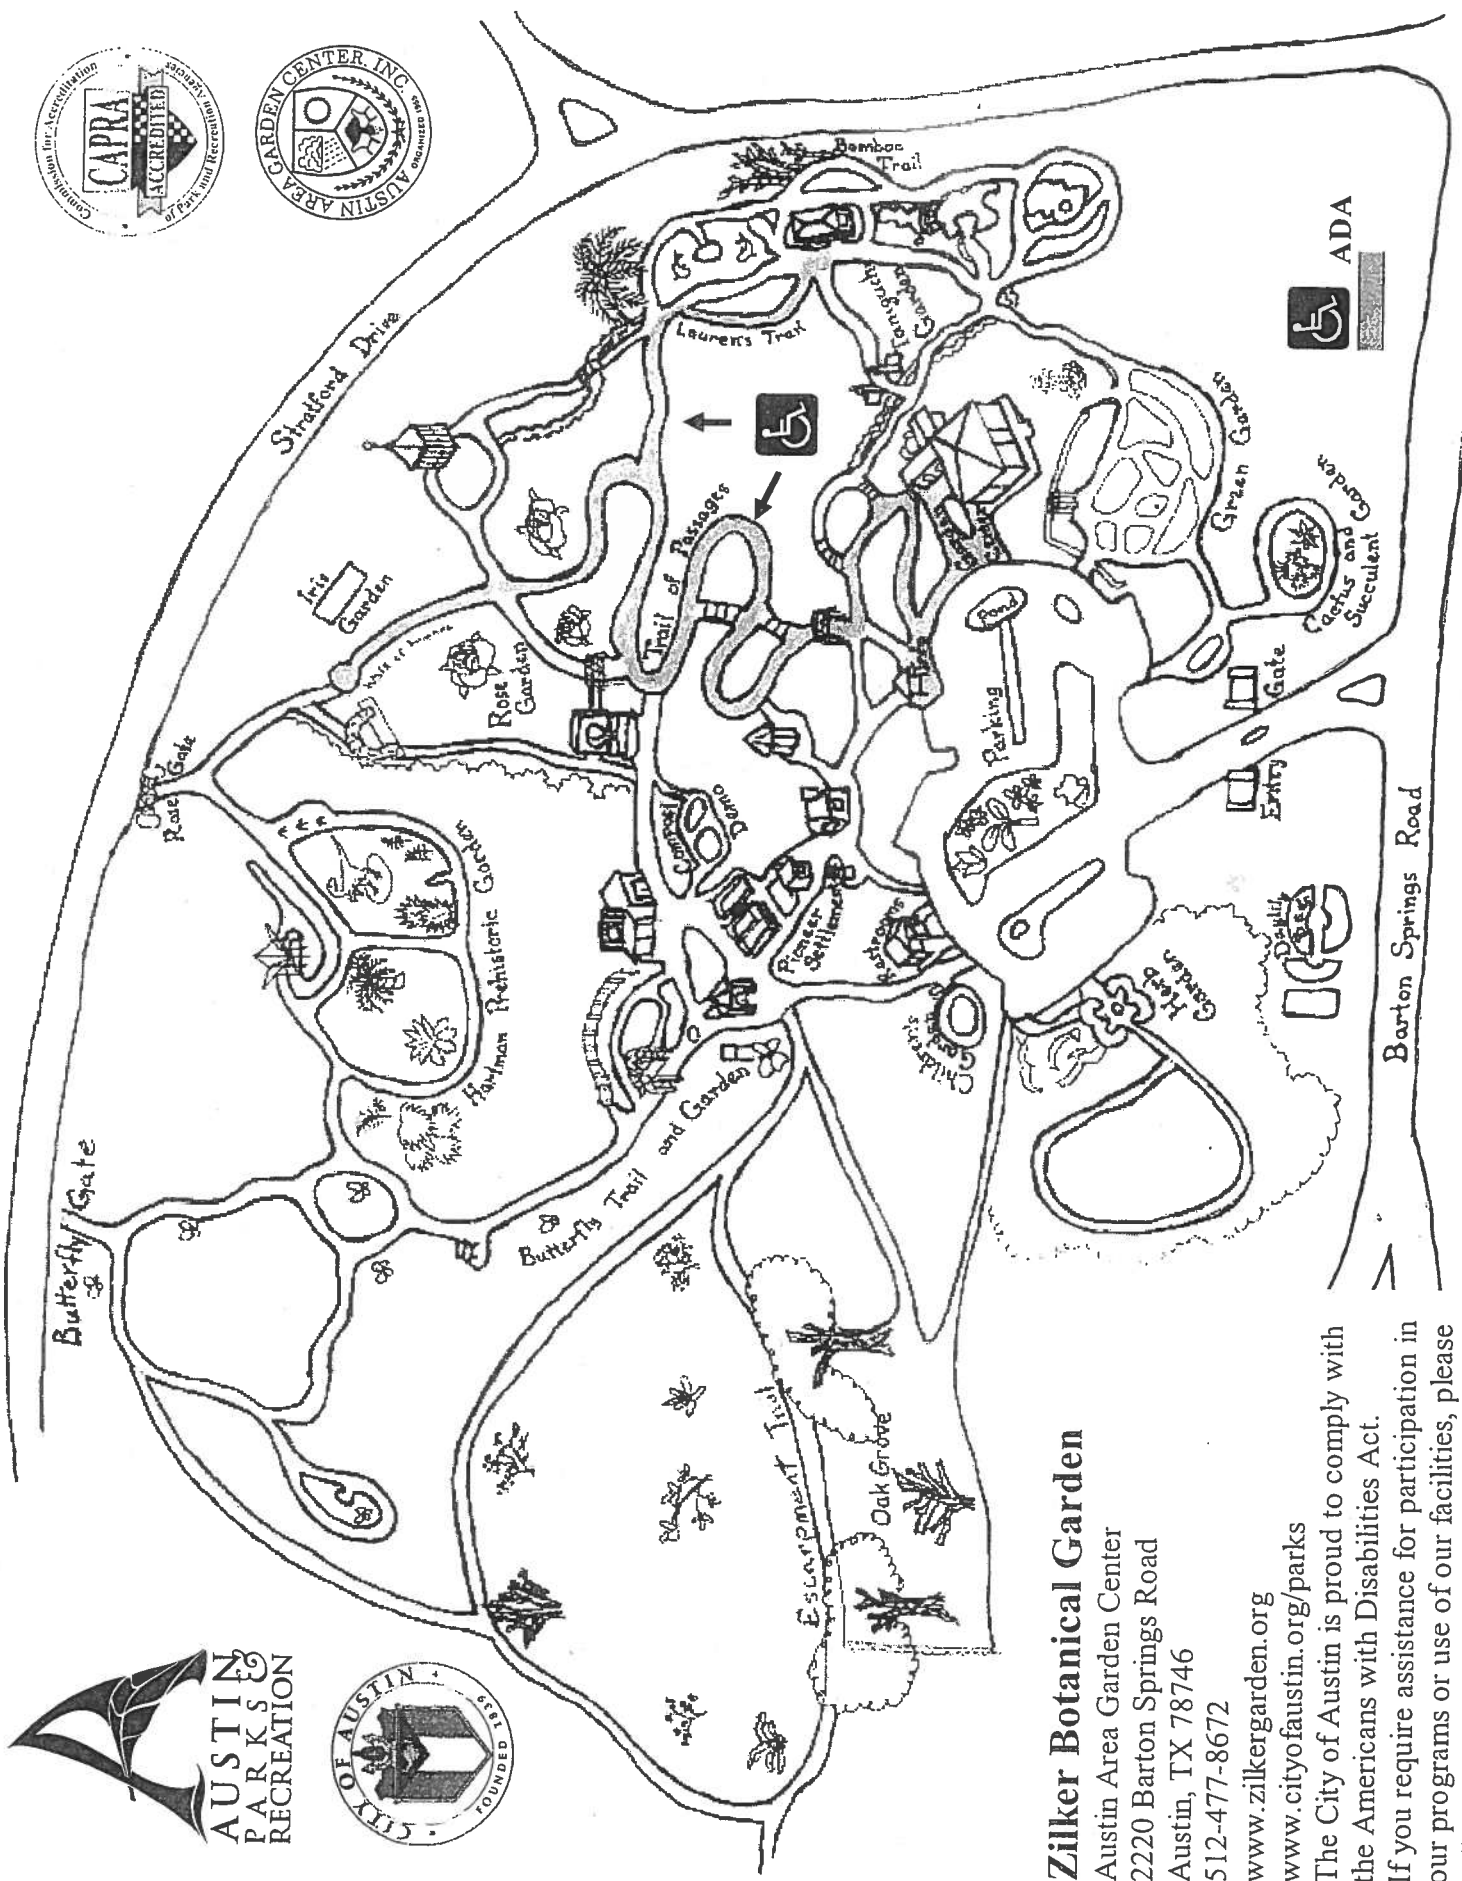 AUSTIN
PARKS &
RECREATION
CITY OF AUSTIN
FOUNDED 1839
Commission for Accreditation
CAPRA
ACCREDITED
of Park and Recreation Agencies
AUSTIN AREA GARDEN CENTER, INC.
ORGANIZED 1955
Butterfly Gate
Rose Gate
Stratford Drive
Iris
Garden
Walk of
Rose
Garden
Hartman Prehistoric Garden
Butterfly Trail and Garden
Trail of Passages
Lauren's Trail
Bamboo
Trail
Taniguchi
Garden
Compost
Demo
Pioneer
Settlement
Restrooms
Children's
Garden
Herb
Garden
Parking
Pond
Garden
Center
Green Garden
Cactus and
Succulent Garden
Entry Gate
Escarpment Trail
Oak Grove
Barton Springs Road
ADA
Zilker Botanical Garden
Austin Area Garden Center
2220 Barton Springs Road
Austin, TX 78746
512-477-8672
www.zilkergarden.org
www.cityofaustin.org/parks
The City of Austin is proud to comply with
the Americans with Disabilities Act.
If you require assistance for participation in
our programs or use of our facilities, please